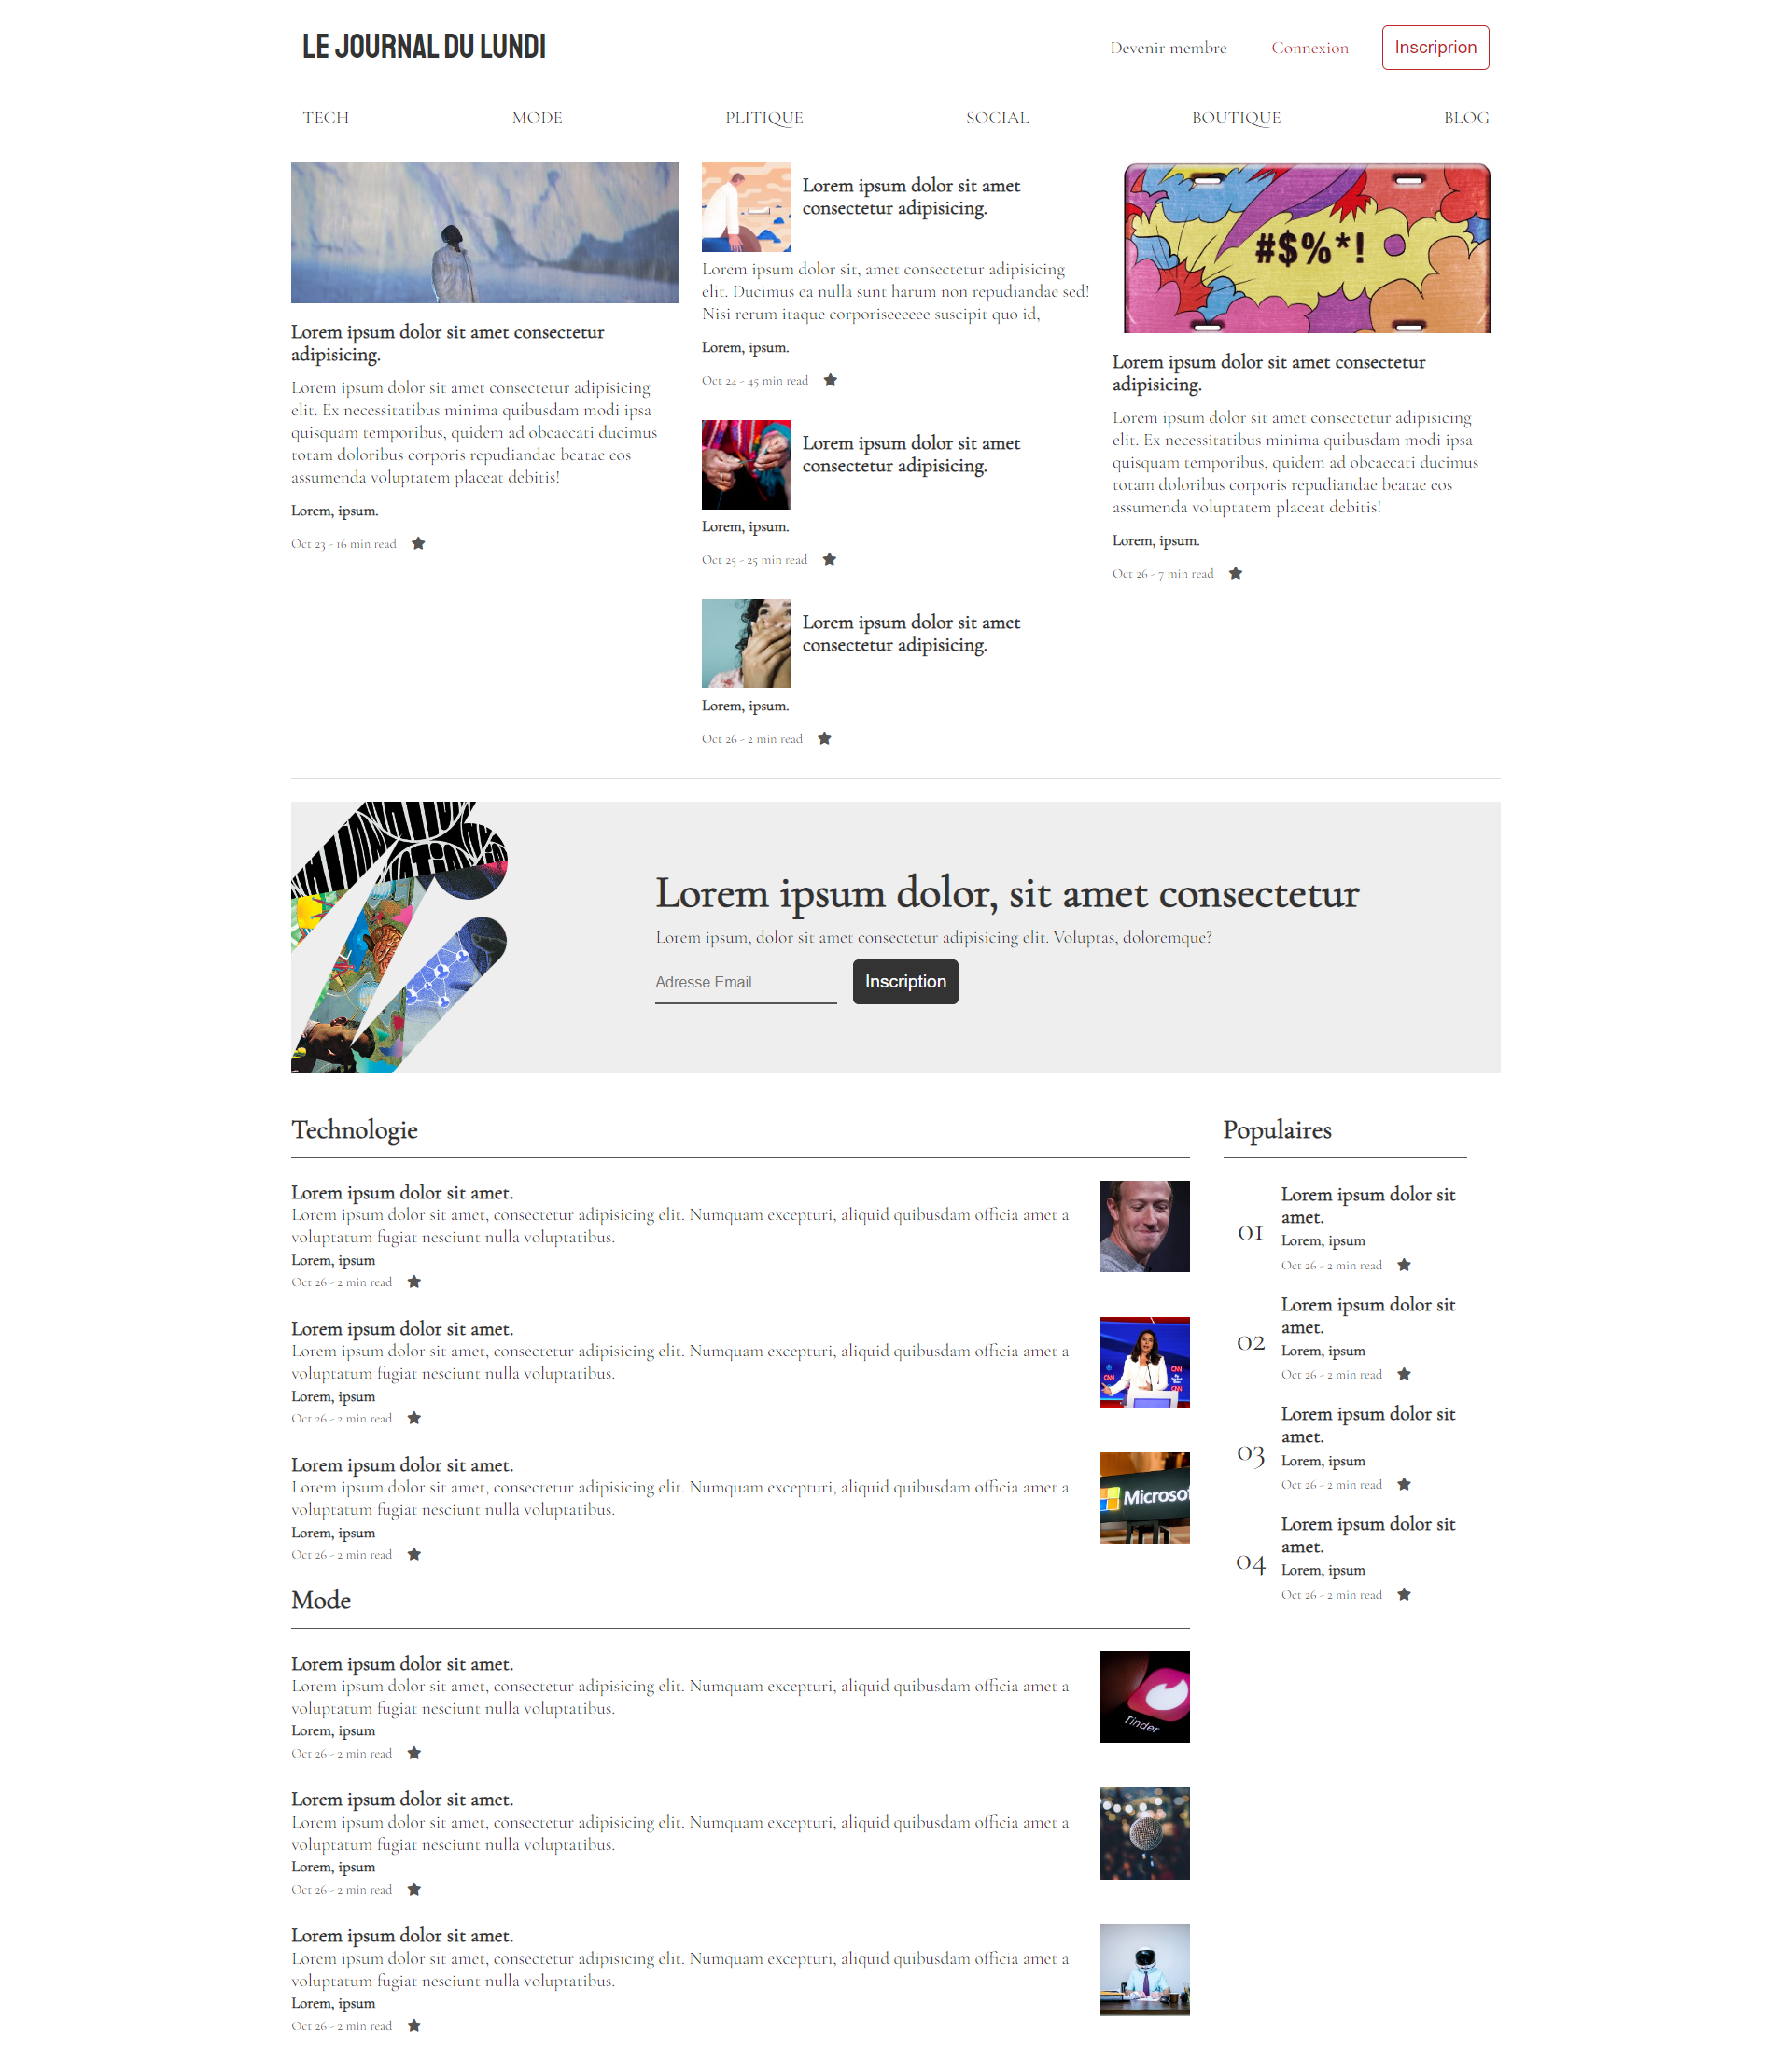 LE JOURNAL DU LUNDI
Devenir membre
Connexion
Inscriprion
TECH
MODE
PLITIQUE
SOCIAL
BOUTIQUE
BLOG
Lorem ipsum dolor sit amet consectetur
adipisicing.
Lorem ipsum dolor sit amet consectetur adipisicing
elit. Ex necessitatibus minima quibusdam modi ipsa
quisquam temporibus, quidem ad obcaecati ducimus
totam doloribus corporis repudiandae beatae eos
assumenda voluptatem placeat debitis!
Lorem, ipsum.
Oct 23 - 16 min read
Lorem ipsum dolor sit amet
consectetur adipisicing.
Lorem ipsum dolor sit, amet consectetur adipisicing
elit. Ducimus ea nulla sunt harum non repudiandae sed!
Nisi rerum itaque corporiseeeeee suscipit quo id,
Lorem, ipsum.
Oct 24 - 45 min read
Lorem ipsum dolor sit amet
consectetur adipisicing.
Lorem, ipsum.
Oct 25 - 25 min read
Lorem ipsum dolor sit amet
consectetur adipisicing.
Lorem, ipsum.
Oct 26 - 2 min read
#$%*!
Lorem ipsum dolor sit amet consectetur
adipisicing.
Lorem ipsum dolor sit amet consectetur adipisicing
elit. Ex necessitatibus minima quibusdam modi ipsa
quisquam temporibus, quidem ad obcaecati ducimus
totam doloribus corporis repudiandae beatae eos
assumenda voluptatem placeat debitis!
Lorem, ipsum.
Oct 26 - 7 min read
Lorem ipsum dolor, sit amet consectetur
Lorem ipsum, dolor sit amet consectetur adipisicing elit. Voluptas, doloremque?
Adresse Email
Inscription
Technologie
Lorem ipsum dolor sit amet.
Lorem ipsum dolor sit amet, consectetur adipisicing elit. Numquam excepturi, aliquid quibusdam officia amet a
voluptatum fugiat nesciunt nulla voluptatibus.
Lorem, ipsum
Oct 26 - 2 min read
Lorem ipsum dolor sit amet.
Lorem ipsum dolor sit amet, consectetur adipisicing elit. Numquam excepturi, aliquid quibusdam officia amet a
voluptatum fugiat nesciunt nulla voluptatibus.
Lorem, ipsum
Oct 26 - 2 min read
CNN
CNN
CNN
Lorem ipsum dolor sit amet.
Lorem ipsum dolor sit amet, consectetur adipisicing elit. Numquam excepturi, aliquid quibusdam officia amet a
voluptatum fugiat nesciunt nulla voluptatibus.
Lorem, ipsum
Oct 26 - 2 min read
Microso
Mode
Lorem ipsum dolor sit amet.
Lorem ipsum dolor sit amet, consectetur adipisicing elit. Numquam excepturi, aliquid quibusdam officia amet a
voluptatum fugiat nesciunt nulla voluptatibus.
Lorem, ipsum
Oct 26 - 2 min read
Tinder
Lorem ipsum dolor sit amet.
Lorem ipsum dolor sit amet, consectetur adipisicing elit. Numquam excepturi, aliquid quibusdam officia amet a
voluptatum fugiat nesciunt nulla voluptatibus.
Lorem, ipsum
Oct 26 - 2 min read
Lorem ipsum dolor sit amet.
Lorem ipsum dolor sit amet, consectetur adipisicing elit. Numquam excepturi, aliquid quibusdam officia amet a
voluptatum fugiat nesciunt nulla voluptatibus.
Lorem, ipsum
Oct 26 - 2 min read
Populaires
01
Lorem ipsum dolor sit
amet.
Lorem, ipsum
Oct 26 - 2 min read
02
Lorem ipsum dolor sit
amet.
Lorem, ipsum
Oct 26 - 2 min read
03
Lorem ipsum dolor sit
amet.
Lorem, ipsum
Oct 26 - 2 min read
04
Lorem ipsum dolor sit
amet.
Lorem, ipsum
Oct 26 - 2 min read